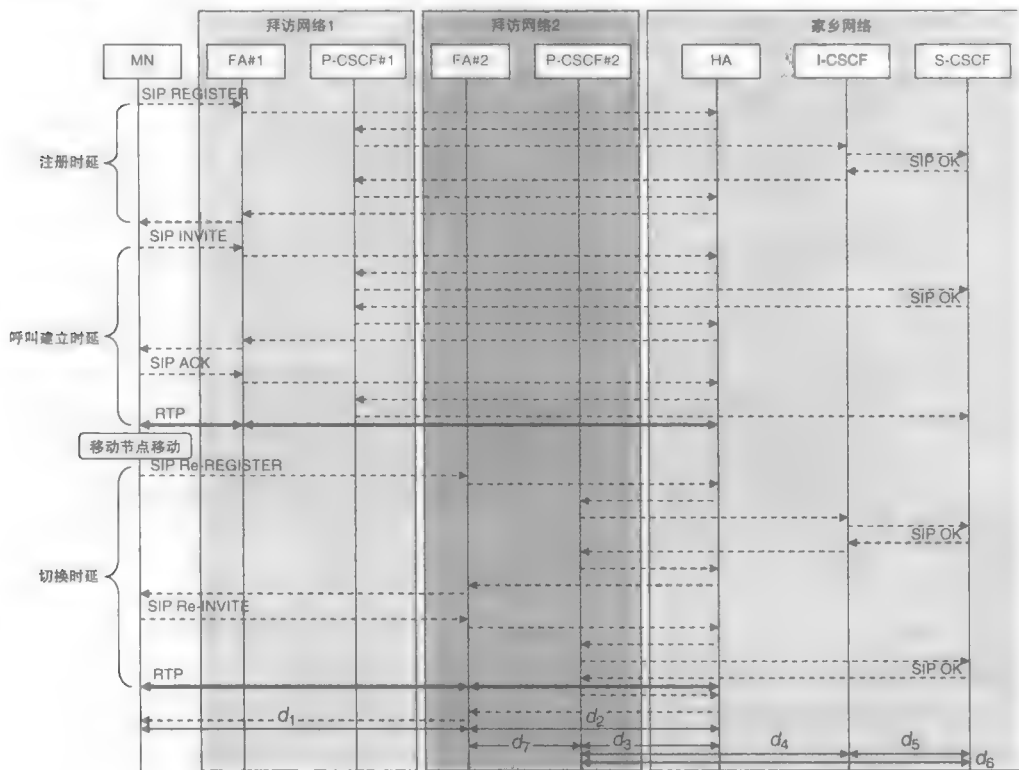 拜访网络1
拜访网络2
家乡网络
MN
FA#1
P-CSCF#1
FA#2
P-CSCF#2
HA
I-CSCF
S-CSCF
SIP REGISTER
注册时延
SIP OK
SIP INVITE
SIP OK
呼叫建立时延
SIP ACK
RTP
移动节点移动
SIP Re-REGISTER
SIP OK
切换时延
SIP Re-INVITE
SIP OK
RTP
d1
d2
d7
d3
d4
d5
d6